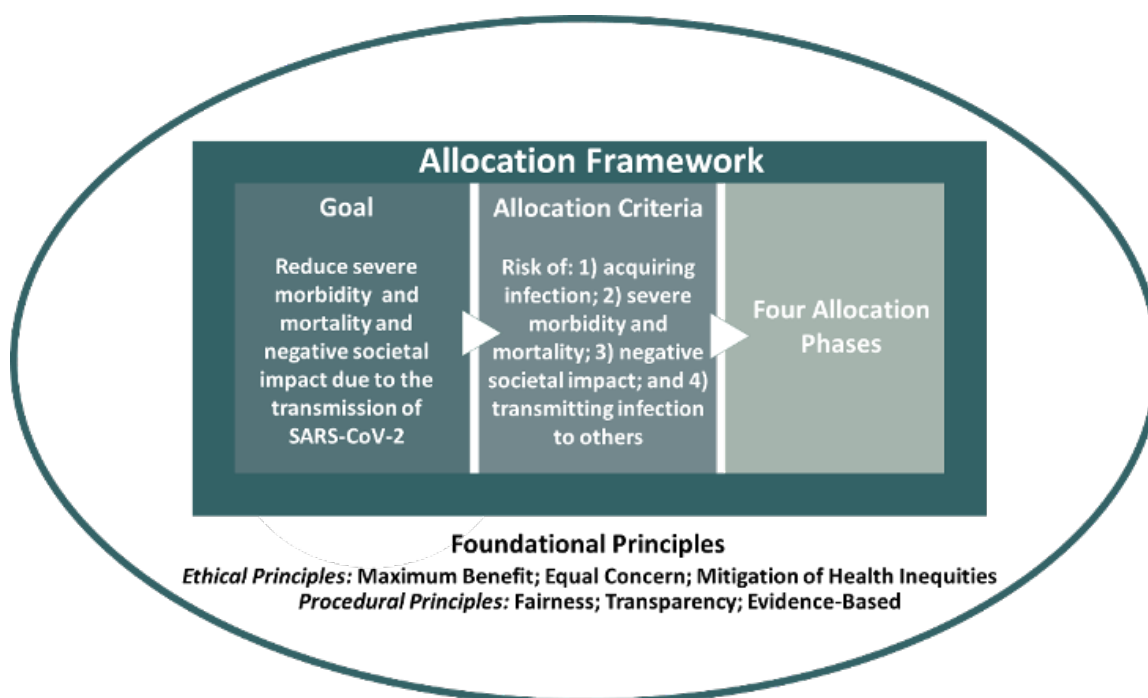 Allocation Framework
Goal
Reduce severe
morbidity and
mortality and
negative societal
impact due to the
transmission of
SARS-CoV-2
Allocation Criteria
Risk of: 1) acquiring
infection; 2) severe
morbidity and
mortality; 3) negative
societal impact; and 4)
transmitting infection
to others
Four Allocation
Phases
Foundational Principles
Ethical Principles: Maximum Benefit; Equal Concern; Mitigation of Health Inequities
Procedural Principles: Fairness; Transparency; Evidence-Based